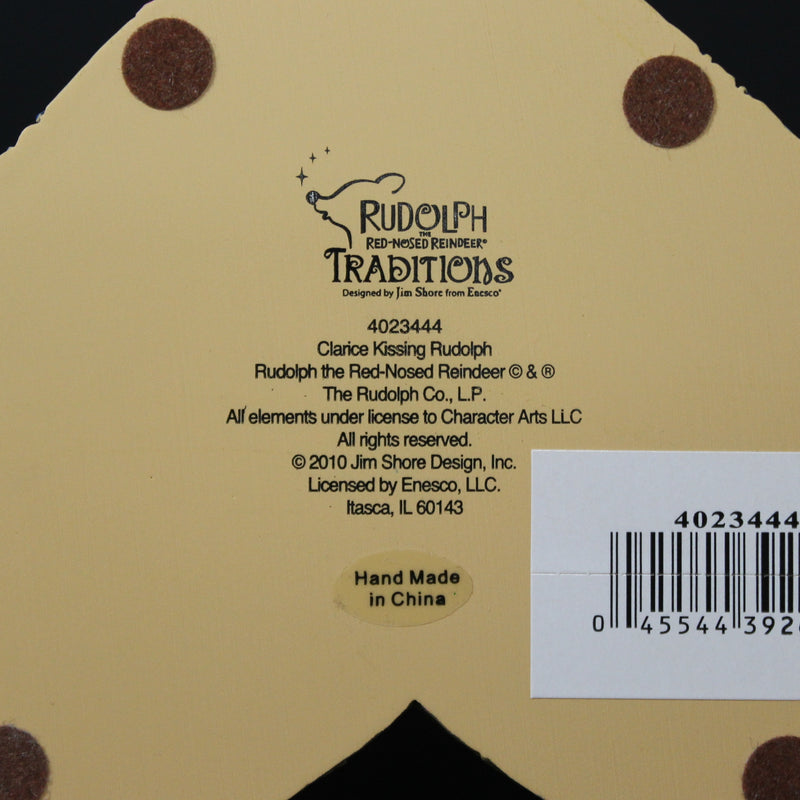 RUDOLPH
THE
RED-NOSED REINDEER®
TRADITIONS
Designed by Jim Shore from Enesco®
4023444
Clarice Kissing Rudolph
Rudolph the Red-Nosed Reindeer © & ®
The Rudolph Co., L.P.
All elements under license to Character Arts LLC
All rights reserved.
© 2010 Jim Shore Design, Inc.
Licensed by Enesco, LLC.
Itasca, IL 60143
Hand Made
in China
4023444
0 45544 392